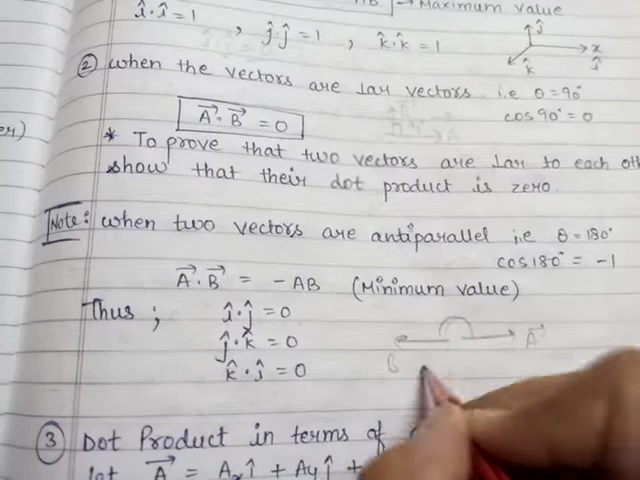 AB → Maximum value
î·î = 1 , ĵ·ĵ = 1 , k̂·k̂ = 1
ĵ
x
k̂
② when the vectors are lar vectors i.e θ = 90°
cos 90° = 0
A⃗·B⃗ = 0
* To prove that two vectors are lar to each oth
show that their dot product is zero
Note: when two vectors are antiparallel i.e θ = 180°
cos 180° = -1
A⃗·B⃗ = -AB (Minimum value)
Thus ; î·ĵ = 0
ĵ·k̂ = 0
k̂·ĵ = 0
B A⃗
③ Dot Product in terms of
let A⃗ = Axî + Ayĵ +